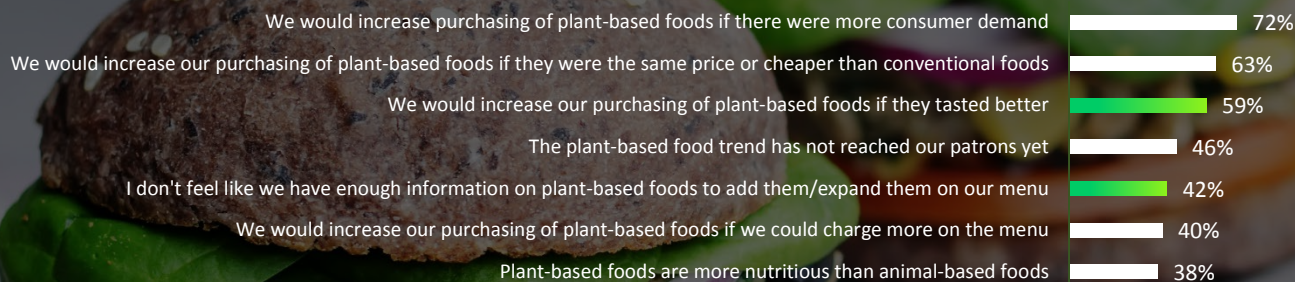 We would increase purchasing of plant-based foods if there were more consumer demand 72%
We would increase our purchasing of plant-based foods if they were the same price or cheaper than conventional foods 63%
We would increase our purchasing of plant-based foods if they tasted better 59%
The plant-based food trend has not reached our patrons yet 46%
I don't feel like we have enough information on plant-based foods to add them/expand them on our menu 42%
We would increase our purchasing of plant-based foods if we could charge more on the menu 40%
Plant-based foods are more nutritious than animal-based foods 38%